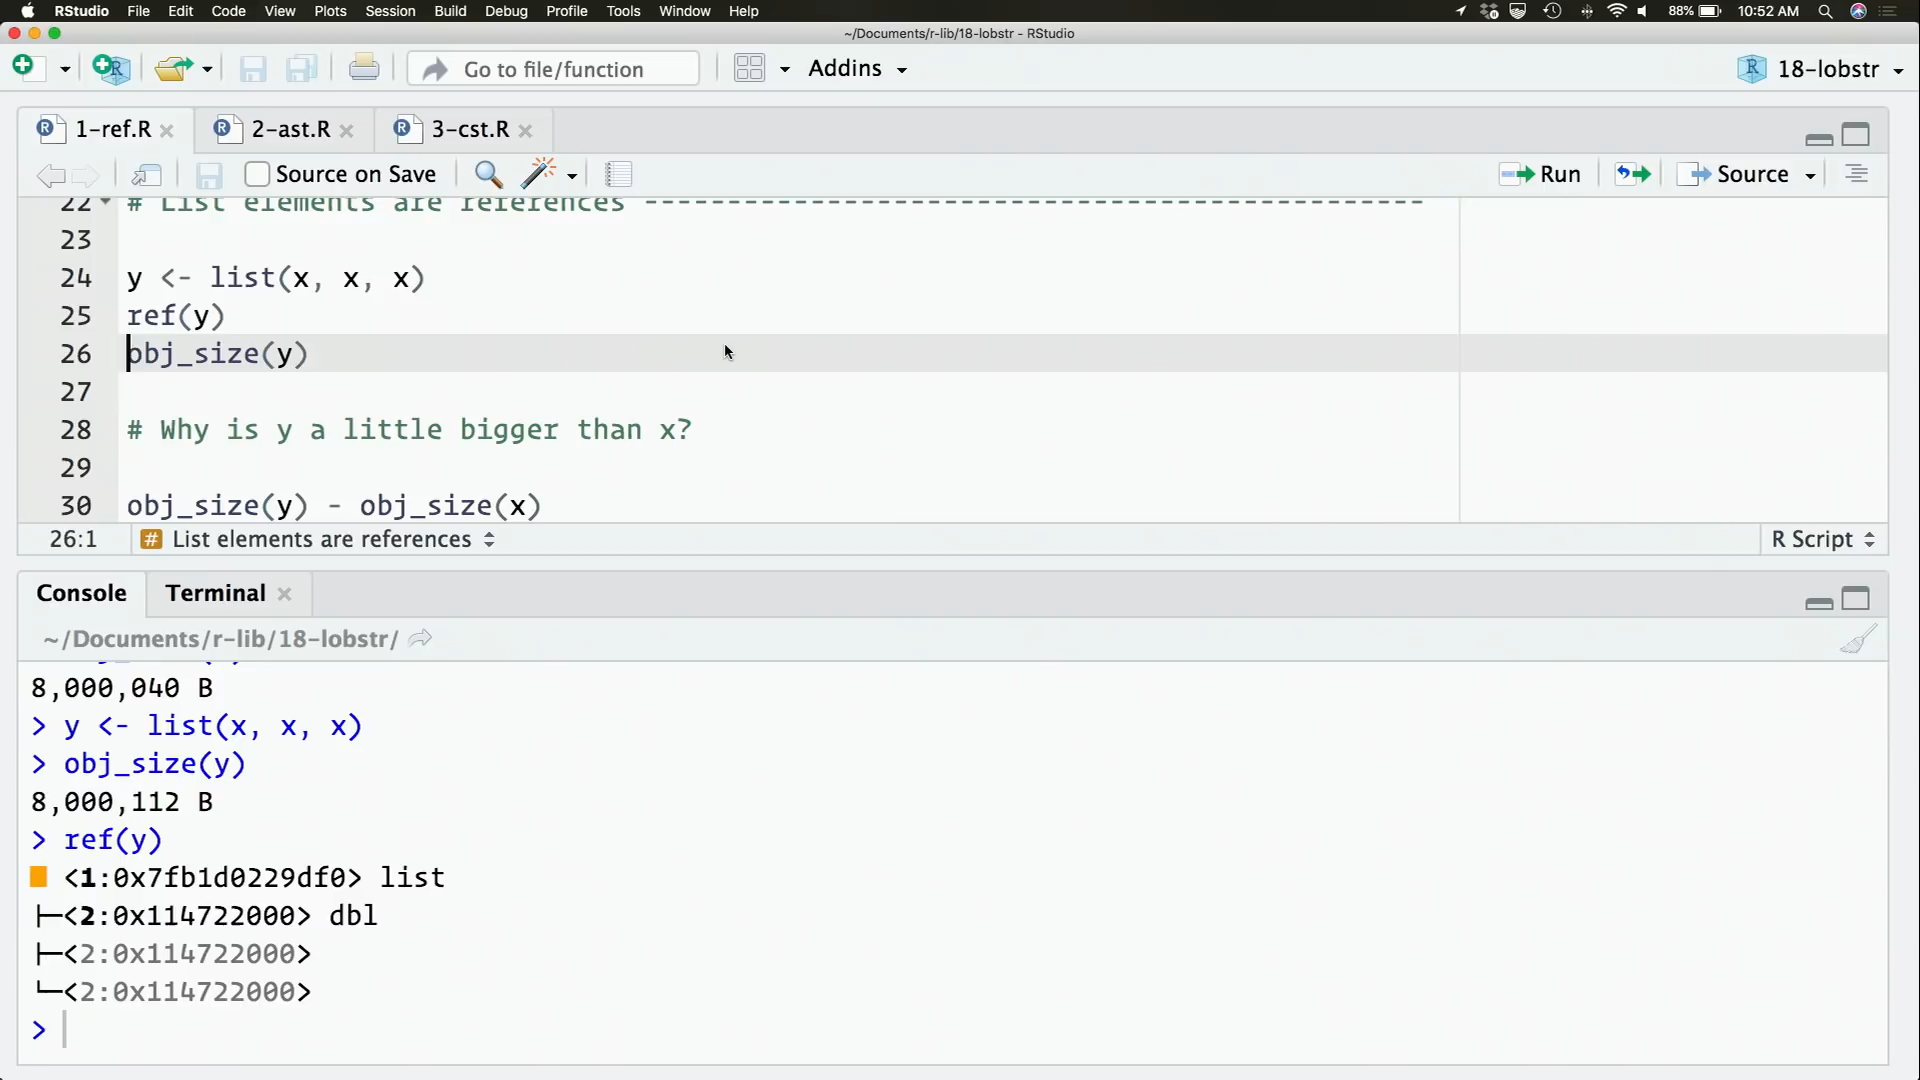 RStudio File Edit Code View Plots Session Build Debug Profile Tools Window Help 88% 10:52 AM
~/Documents/r-lib/18-lobstr - RStudio
Go to file/function Addins 18-lobstr
1-ref.R 2-ast.R 3-cst.R
Source on Save Run Source
22 # List elements are references -----------------------------------------------
23
24 y <- list(x, x, x)
25 ref(y)
26 obj_size(y)
27
28 # Why is y a little bigger than x?
29
30 obj_size(y) - obj_size(x)
26:1 # List elements are references R Script
Console Terminal
~/Documents/r-lib/18-lobstr/
8,000,040 B
> y <- list(x, x, x)
> obj_size(y)
8,000,112 B
> ref(y)
█ <1:0x7fb1d0229df0> list
├─<2:0x114722000> dbl
├─<2:0x114722000>
└─<2:0x114722000>
>